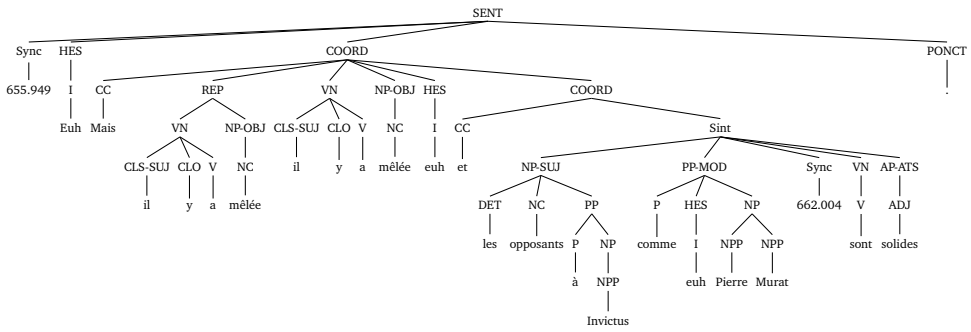 SENT
Sync HES COORD PONCT
655.949 I CC REP VN NP-OBJ HES COORD .
Euh Mais VN NP-OBJ CLS-SUJ CLO V NC I CC Sint
CLS-SUJ CLO V NC il y a mêlée euh et NP-SUJ PP-MOD Sync VN AP-ATS
il y a mêlée DET NC PP P HES NP 662.004 V ADJ
les opposants P NP comme I NPP NPP sont solides
à NPP euh Pierre Murat
Invictus